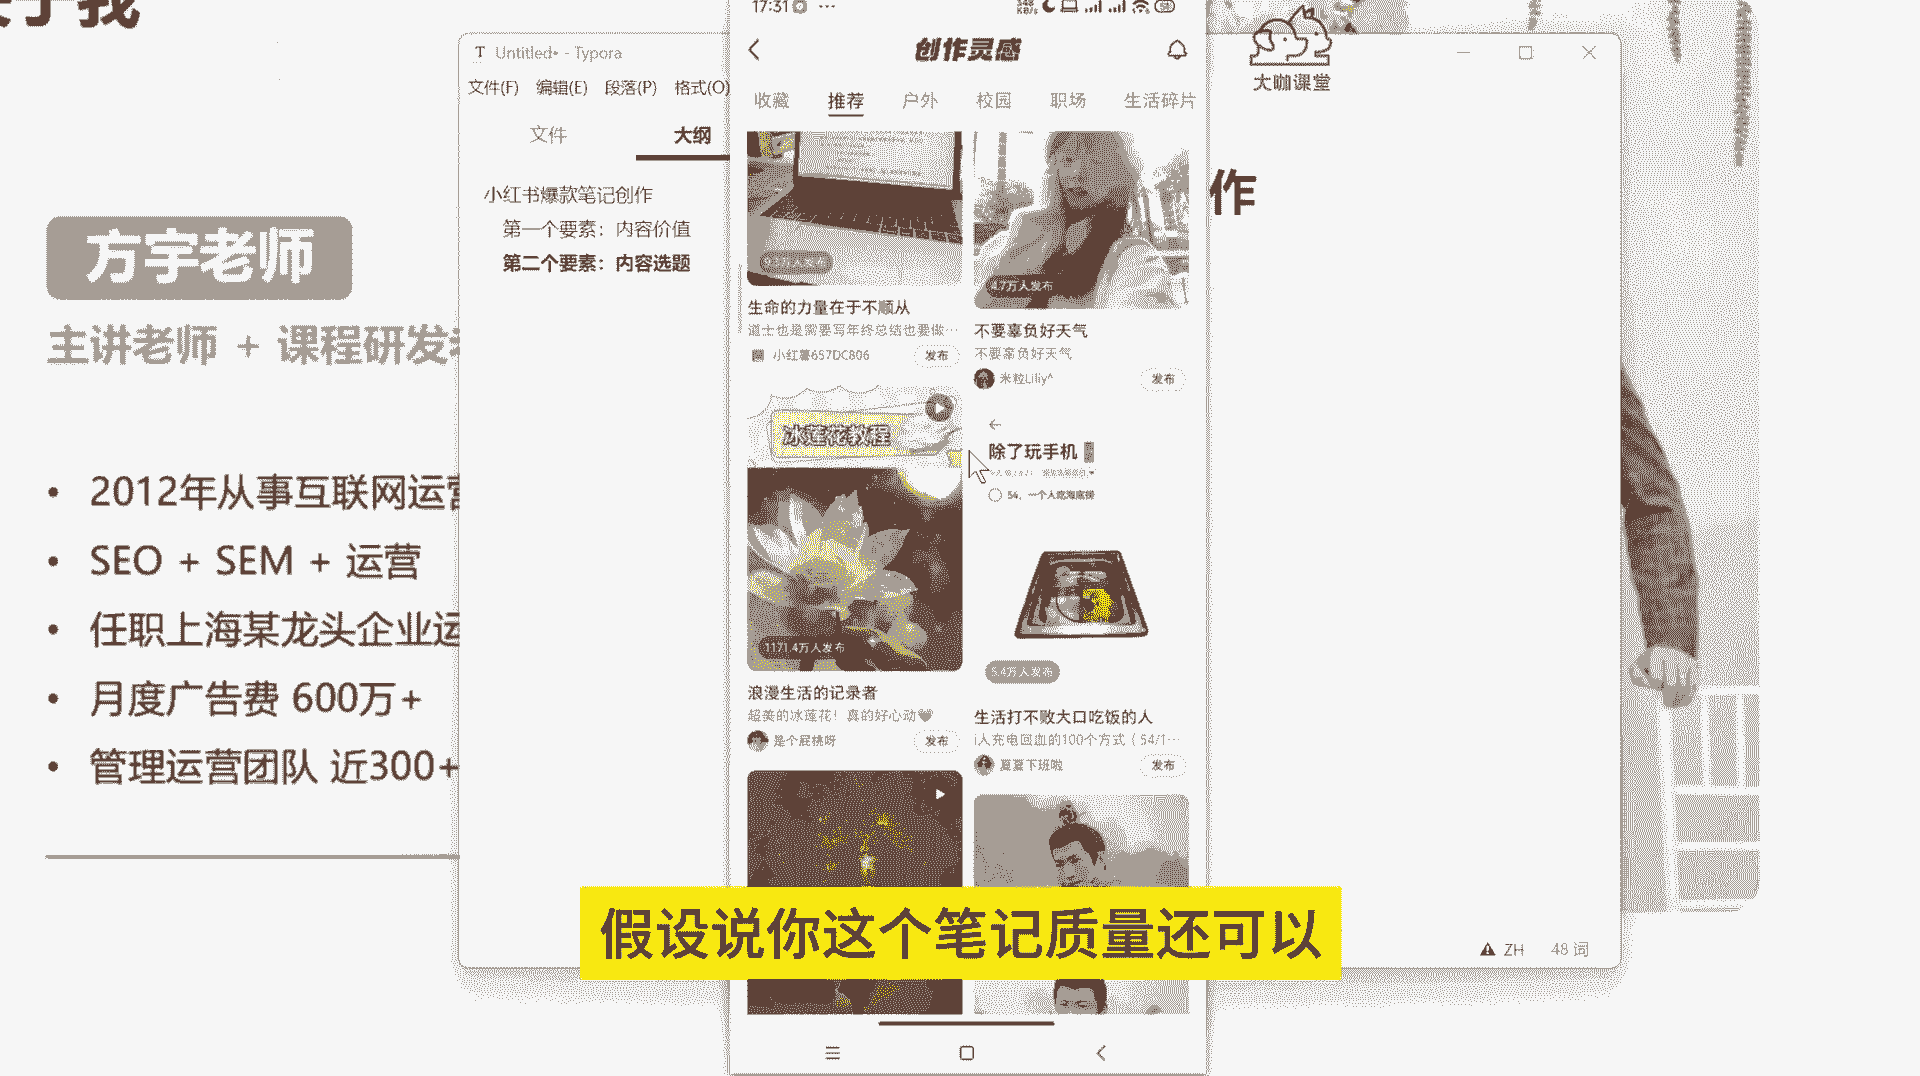 于我
方宇老师
主讲老师 + 课程研发
2012年从事互联网运营
SEO + SEM + 运营
任职上海某龙头企业运
月度广告费 600万+
管理运营团队 近300+
T Untitled• - Typora
文件(F) 编辑(E) 段落(P) 格式(O)
文件 大纲
小红书爆款笔记创作
第一个要素：内容价值
第二个要素：内容选题
17:31
创作灵感
收藏 推荐 户外 校园 职场 生活碎片
生命的力量在于不顺从
道士也是需要写年终总结也要做…
小红薯657DC806 发布
4.7万人发布
不要辜负好天气
不要辜负好天气
米粒Liliy^ 发布
冰莲花教程
1171.4万人发布
浪漫生活的记录者
超美的冰莲花！真的好心动
是个屁桃呀 发布
除了玩手机
54、一个人吃海底捞
5.4万人发布
生活打不败大口吃饭的人
i人充电回血的100个方式（54/1…
夏夏下班啦 发布
大咖课堂
作
ZH 48 词
假设说你这个笔记质量还可以